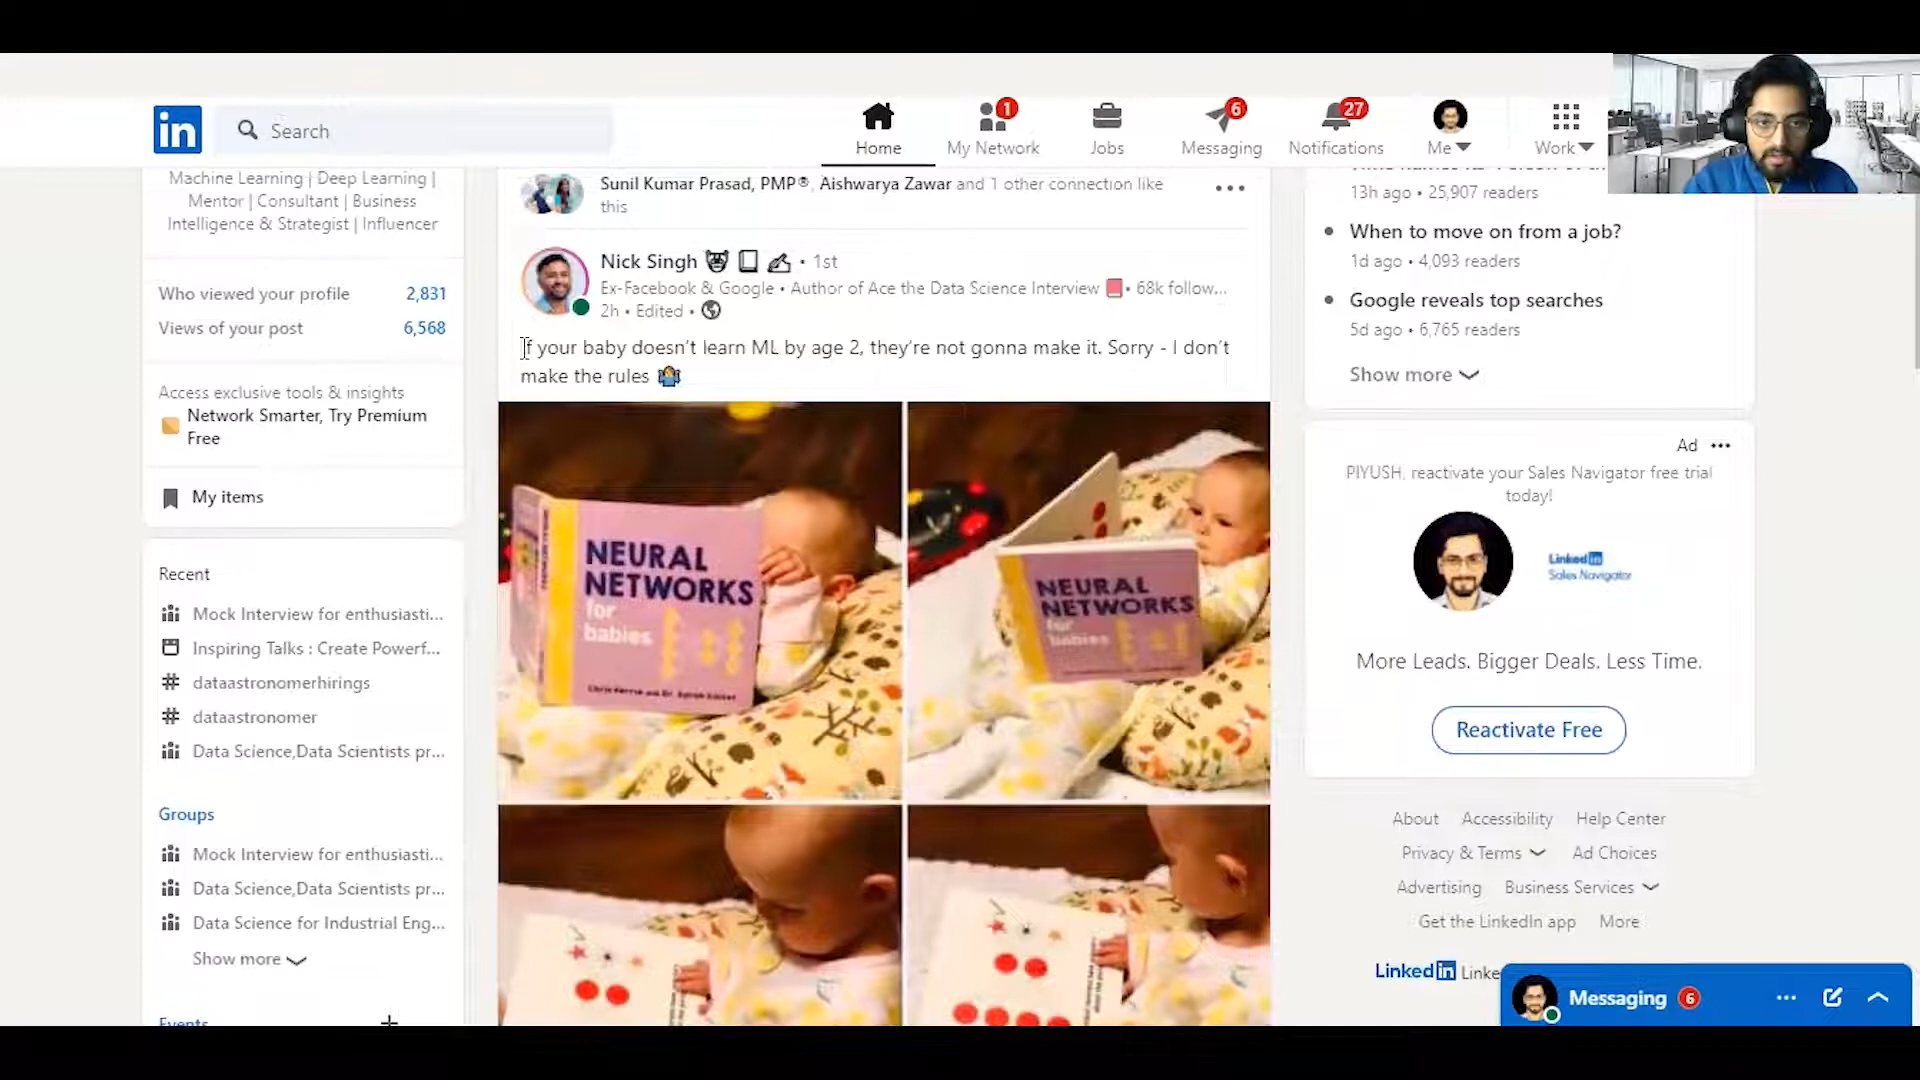 in
Search
Home
1
My Network
Jobs
6
Messaging
27
Notifications
Me
Work
Machine Learning | Deep Learning |
Mentor | Consultant | Business
Intelligence & Strategist | Influencer
Who viewed your profile 2,831
Views of your post 6,568
Access exclusive tools & insights
Network Smarter, Try Premium
Free
My items
Recent
Mock Interview for enthusiasti...
Inspiring Talks : Create Powerf...
# dataastronomerhirings
# dataastronomer
Data Science,Data Scientists pr...
Groups
Mock Interview for enthusiasti...
Data Science,Data Scientists pr...
Data Science for Industrial Eng...
Show more
Events +
Sunil Kumar Prasad, PMP®, Aishwarya Zawar and 1 other connection like
this
Nick Singh • 1st
Ex-Facebook & Google • Author of Ace the Data Science Interview • 68k follow...
2h • Edited •
If your baby doesn't learn ML by age 2, they're not gonna make it. Sorry - I don't
make the rules
NEURAL
NETWORKS
for
babies
NEURAL
NETWORKS
for
babies
13h ago • 25,907 readers
When to move on from a job?
1d ago • 4,093 readers
Google reveals top searches
5d ago • 6,765 readers
Show more
Ad
PIYUSH, reactivate your Sales Navigator free trial
today!
Linked in
Sales Navigator
More Leads. Bigger Deals. Less Time.
Reactivate Free
About Accessibility Help Center
Privacy & Terms Ad Choices
Advertising Business Services
Get the LinkedIn app More
Linked in Linke
Messaging 6